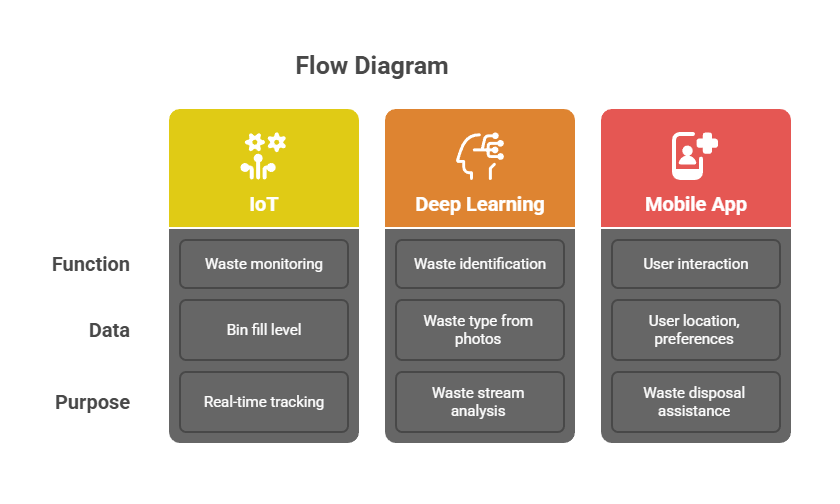 Flow Diagram
IoT
Deep Learning
Mobile App
Function
Waste monitoring
Waste identification
User interaction
Data
Bin fill level
Waste type from
photos
User location,
preferences
Purpose
Real-time tracking
Waste stream
analysis
Waste disposal
assistance